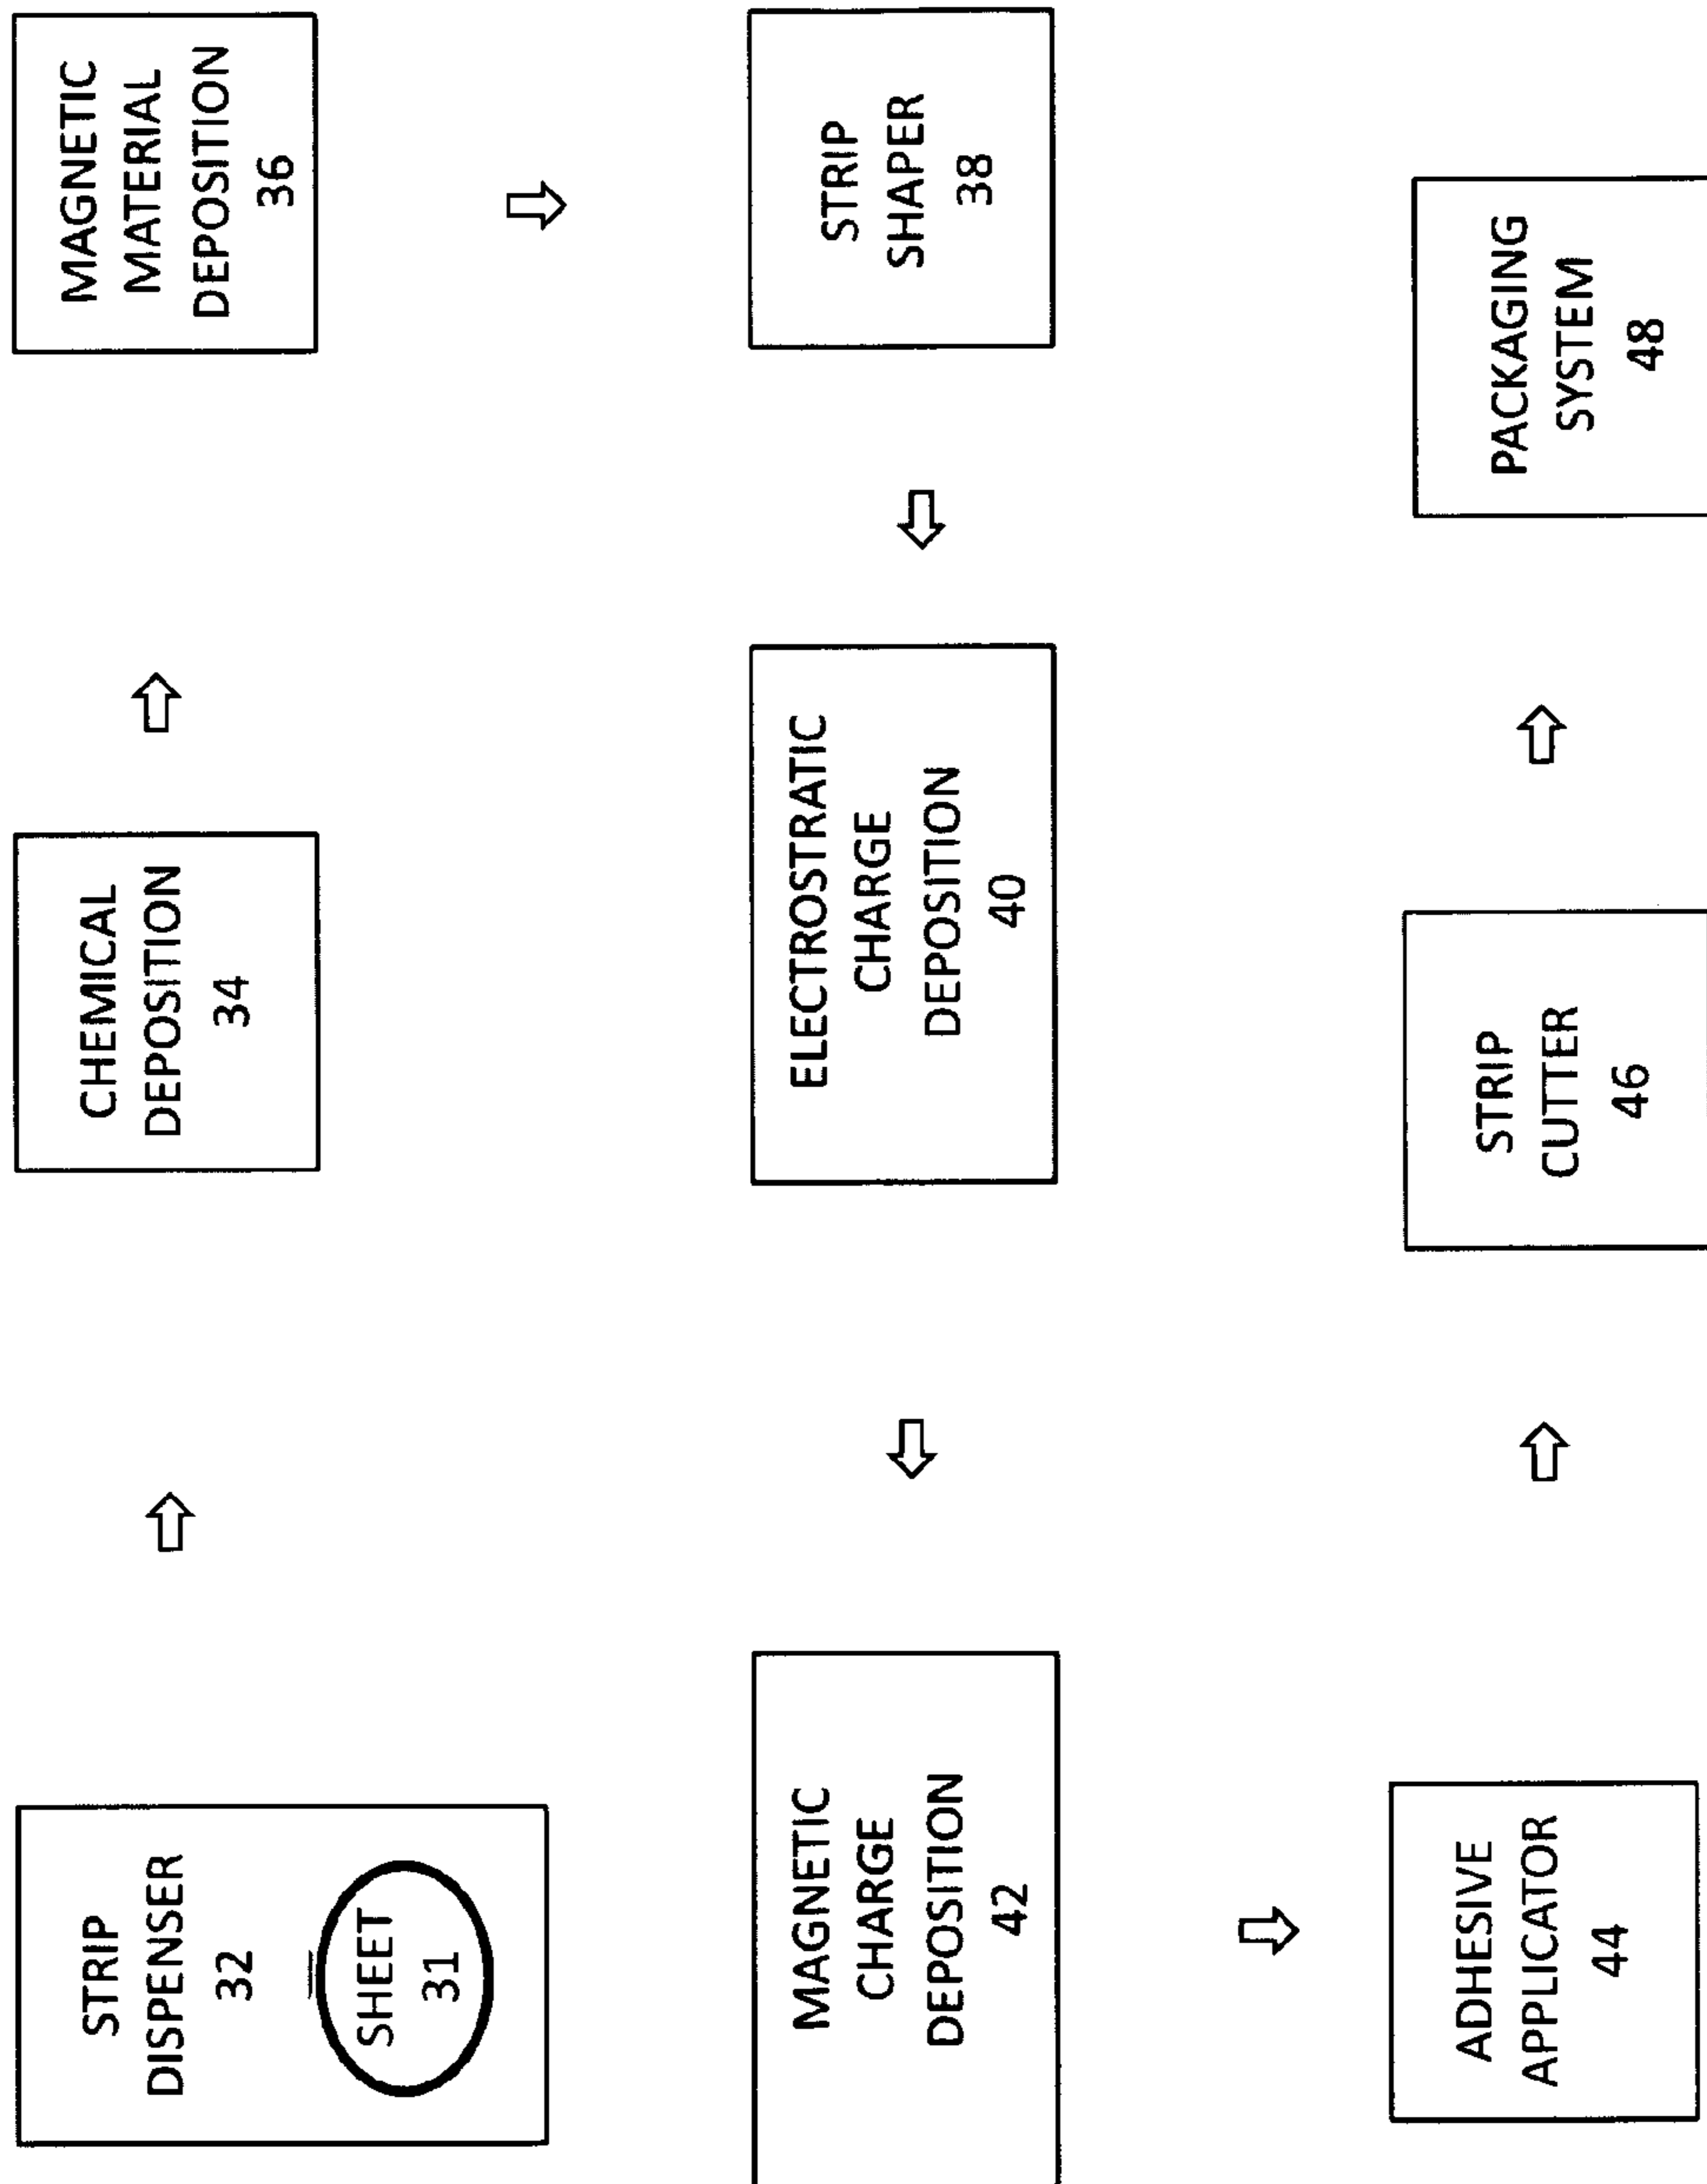 STRIP
DISPENSER
32
SHEET
31
CHEMICAL
DEPOSITION
34
MAGNETIC
MATERIAL
DEPOSITION
36
STRIP
SHAPER
38
ELECTROSTRATIC
CHARGE
DEPOSITION
40
MAGNETIC
CHARGE
DEPOSITION
42
ADHESIVE
APPLICATOR
44
STRIP
CUTTER
46
PACKAGING
SYSTEM
48